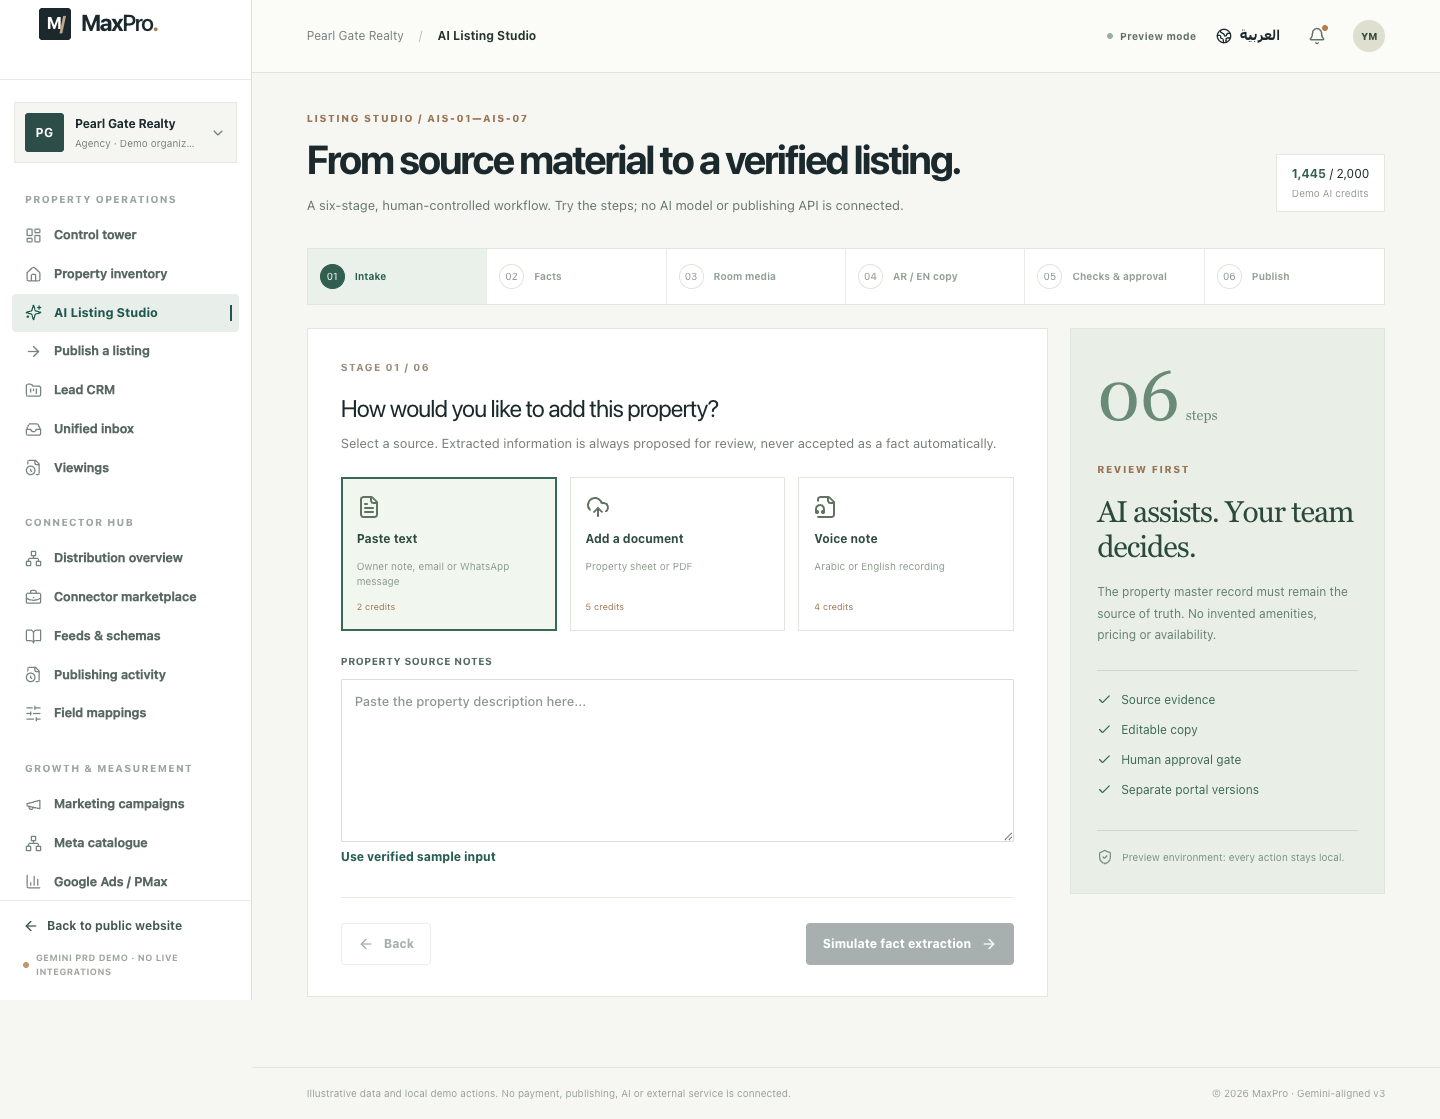 M/ MaxPro.
PG
Pearl Gate Realty
Agency · Demo organiz...
PROPERTY OPERATIONS
Control tower
Property inventory
AI Listing Studio
Publish a listing
Lead CRM
Unified inbox
Viewings
CONNECTOR HUB
Distribution overview
Connector marketplace
Feeds & schemas
Publishing activity
Field mappings
GROWTH & MEASUREMENT
Marketing campaigns
Meta catalogue
Google Ads / PMax
Back to public website
GEMINI PRD DEMO · NO LIVE
INTEGRATIONS
Pearl Gate Realty / AI Listing Studio
Preview mode
العربية
YM
LISTING STUDIO / AIS-01—AIS-07
From source material to a verified listing.
A six-stage, human-controlled workflow. Try the steps; no AI model or publishing API is connected.
1,445 / 2,000
Demo AI credits
01 Intake
02 Facts
03 Room media
04 AR / EN copy
05 Checks & approval
06 Publish
STAGE 01 / 06
How would you like to add this property?
Select a source. Extracted information is always proposed for review, never accepted as a fact automatically.
Paste text
Owner note, email or WhatsApp
message
2 credits
Add a document
Property sheet or PDF
5 credits
Voice note
Arabic or English recording
4 credits
PROPERTY SOURCE NOTES
Paste the property description here...
Use verified sample input
Back
Simulate fact extraction
06 steps
REVIEW FIRST
AI assists. Your team
decides.
The property master record must remain the
source of truth. No invented amenities,
pricing or availability.
Source evidence
Editable copy
Human approval gate
Separate portal versions
Preview environment: every action stays local.
Illustrative data and local demo actions. No payment, publishing, AI or external service is connected.
© 2026 MaxPro · Gemini-aligned v3